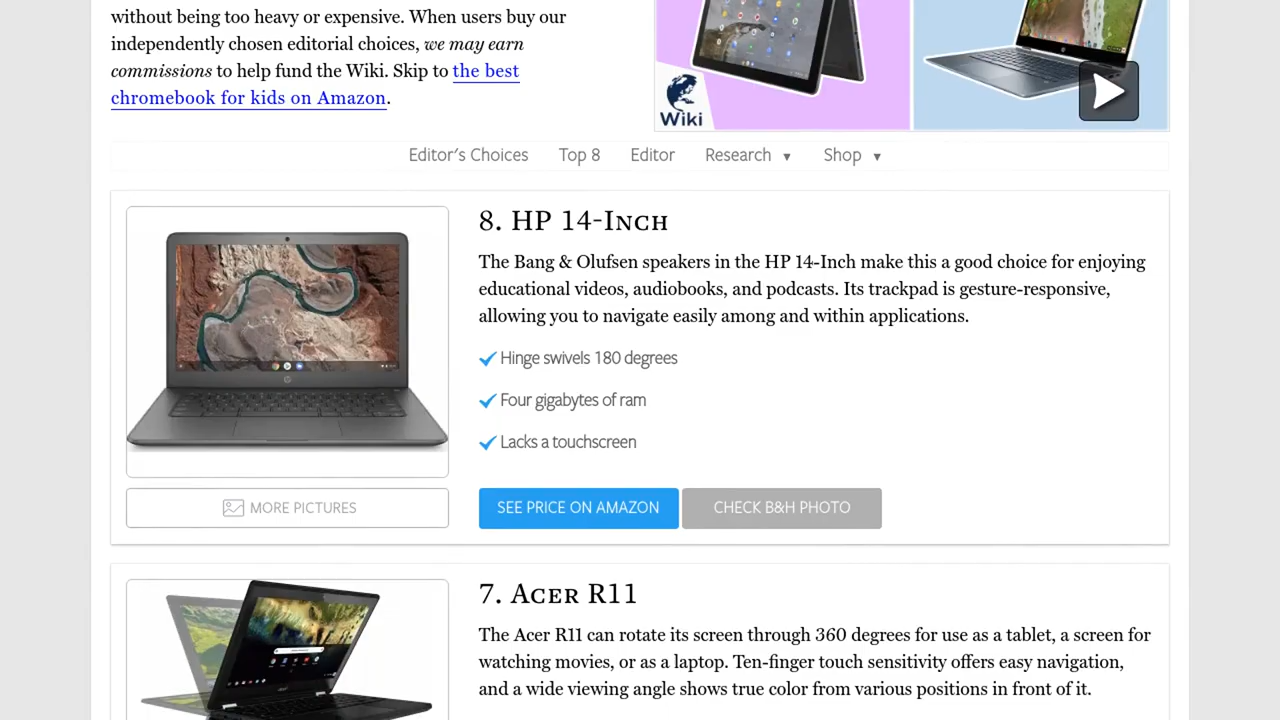 without being too heavy or expensive. When users buy our
independently chosen editorial choices, we may earn
commissions to help fund the Wiki. Skip to the best
chromebook for kids on Amazon.
Wiki
Editor's Choices Top 8 Editor Research ▼ Shop ▼
8. HP 14-Inch
The Bang & Olufsen speakers in the HP 14-Inch make this a good choice for enjoying
educational videos, audiobooks, and podcasts. Its trackpad is gesture-responsive,
allowing you to navigate easily among and within applications.
Hinge swivels 180 degrees
Four gigabytes of ram
Lacks a touchscreen
MORE PICTURES
SEE PRICE ON AMAZON
CHECK B&H PHOTO
7. Acer R11
The Acer R11 can rotate its screen through 360 degrees for use as a tablet, a screen for
watching movies, or as a laptop. Ten-finger touch sensitivity offers easy navigation,
and a wide viewing angle shows true color from various positions in front of it.